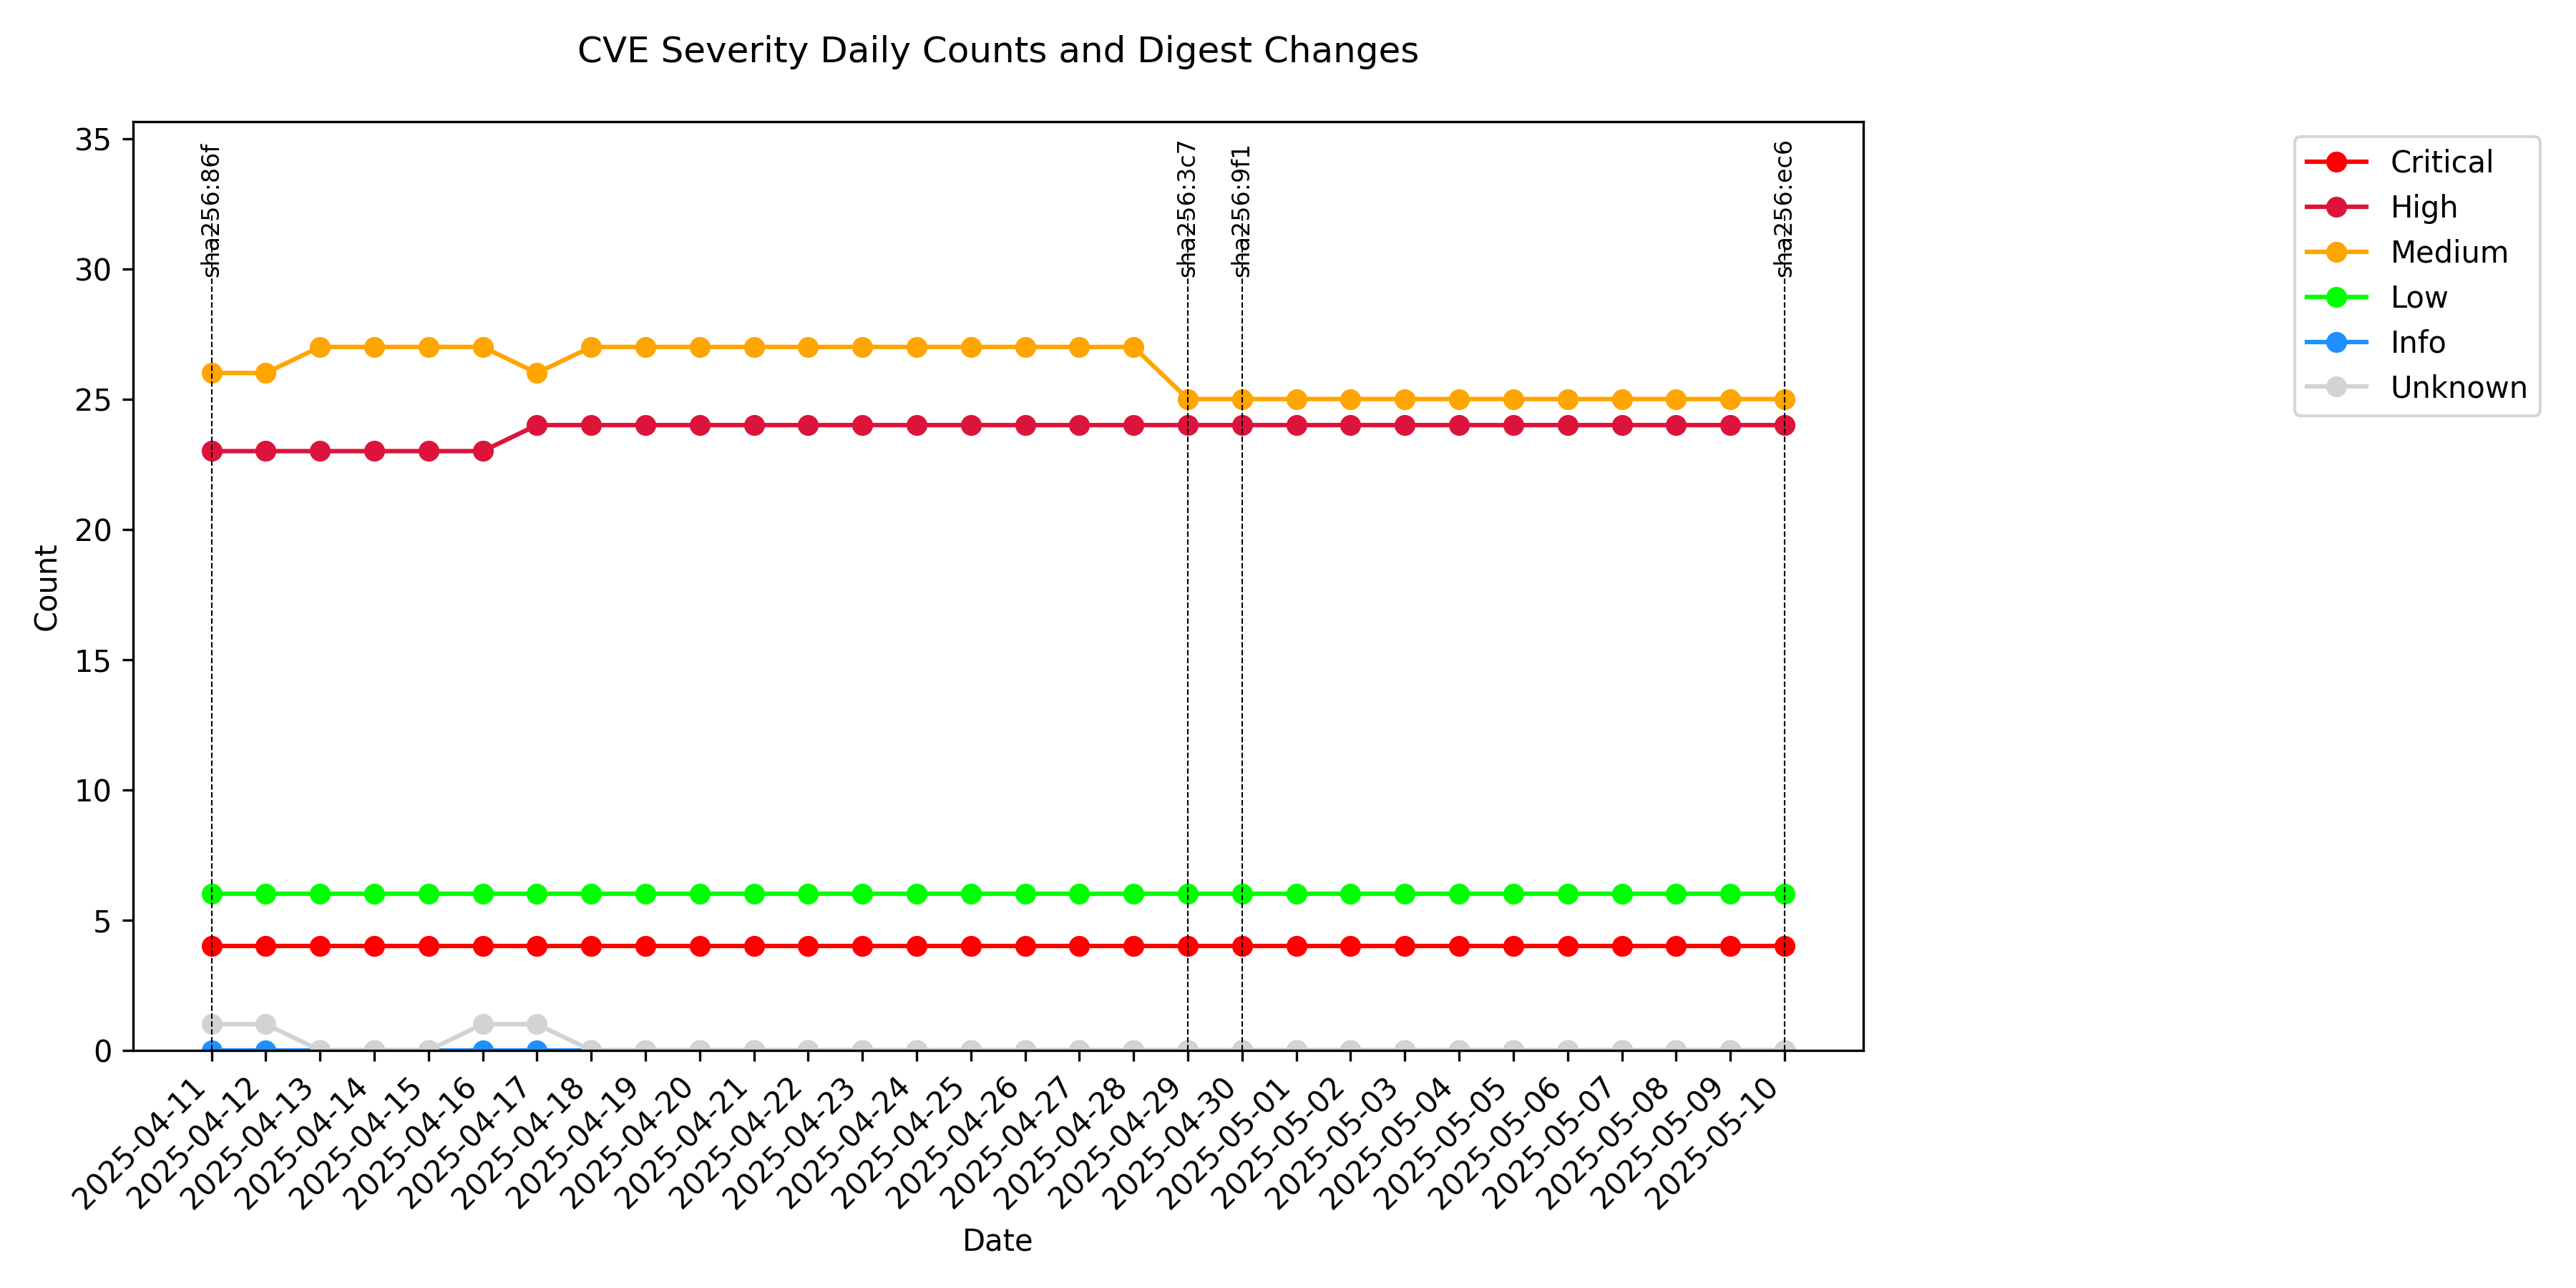 CVE Severity Daily Counts and Digest Changes
35
30
25
20
15
10
5
0
Count
sha256:86f
sha256:3c7
sha256:9f1
sha256:ec6
2025-04-11
2025-04-12
2025-04-13
2025-04-14
2025-04-15
2025-04-16
2025-04-17
2025-04-18
2025-04-19
2025-04-20
2025-04-21
2025-04-22
2025-04-23
2025-04-24
2025-04-25
2025-04-26
2025-04-27
2025-04-28
2025-04-29
2025-04-30
2025-05-01
2025-05-02
2025-05-03
2025-05-04
2025-05-05
2025-05-06
2025-05-07
2025-05-08
2025-05-09
2025-05-10
Date
Critical
High
Medium
Low
Info
Unknown